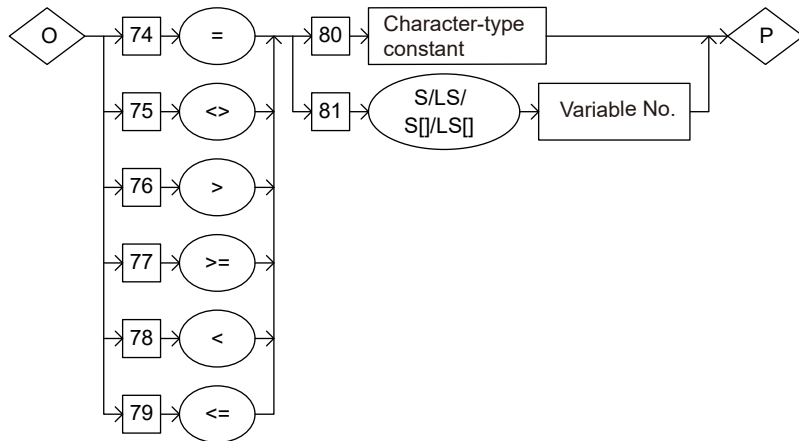 O
74
=
80
Character-type
constant
P
75
<>
81
S/LS/
S[]/LS[]
Variable No.
76
>
77
>=
78
<
79
<=